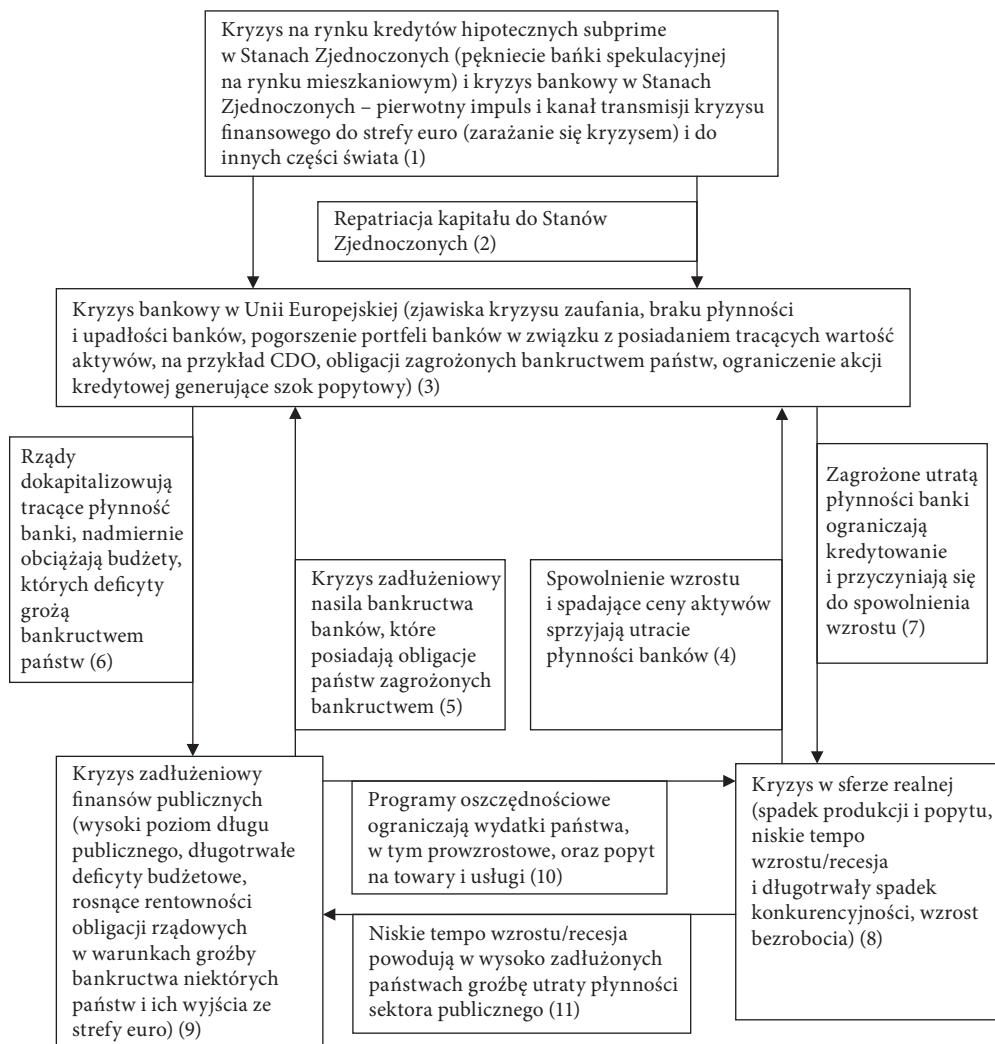 Kryzys na rynku kredytów hipotecznych subprime
w Stanach Zjednoczonych (pękniecie bańki spekulacyjnej
na rynku mieszkaniowym) i kryzys bankowy w Stanach
Zjednoczonych – pierwotny impuls i kanał transmisji kryzysu
finansowego do strefy euro (zarażanie się kryzysem) i do
innych części świata (1)
Repatriacja kapitału do Stanów
Zjednoczonych (2)
Kryzys bankowy w Unii Europejskiej (zjawiska kryzysu zaufania, braku płynności
i upadłości banków, pogorszenie portfeli banków w związku z posiadaniem tracących wartość
aktywów, na przykład CDO, obligacji zagrożonych bankructwem państw, ograniczenie akcji
kredytowej generujące szok popytowy) (3)
Rządy
dokapitalizowują
tracące płynność
banki, nadmiernie
obciążają budżety,
których deficyty
grożą
bankructwem
państw (6)
Kryzys zadłużeniowy
nasila bankructwa
banków, które
posiadają obligacje
państw zagrożonych
bankructwem (5)
Spowolnienie wzrostu
i spadające ceny aktywów
sprzyjają utracie
płynności banków (4)
Zagrożone utratą
płynności banki
ograniczają
kredytowanie
i przyczyniają się
do spowolnienia
wzrostu (7)
Kryzys zadłużeniowy
finansów publicznych
(wysoki poziom długu
publicznego, długotrwałe
deficyty budżetowe,
rosnące rentowności
obligacji rządowych
w warunkach groźby
bankructwa niektórych
państw i ich wyjścia ze
strefy euro) (9)
Programy oszczędnościowe
ograniczają wydatki państwa,
w tym prowzrostowe, oraz popyt
na towary i usługi (10)
Niskie tempo wzrostu/recesja
powodują w wysoko zadłużonych
państwach groźbę utraty płynności
sektora publicznego (11)
Kryzys w sferze realnej
(spadek produkcji i popytu,
niskie tempo
wzrostu/recesja
i długotrwały spadek
konkurencyjności, wzrost
bezrobocia) (8)